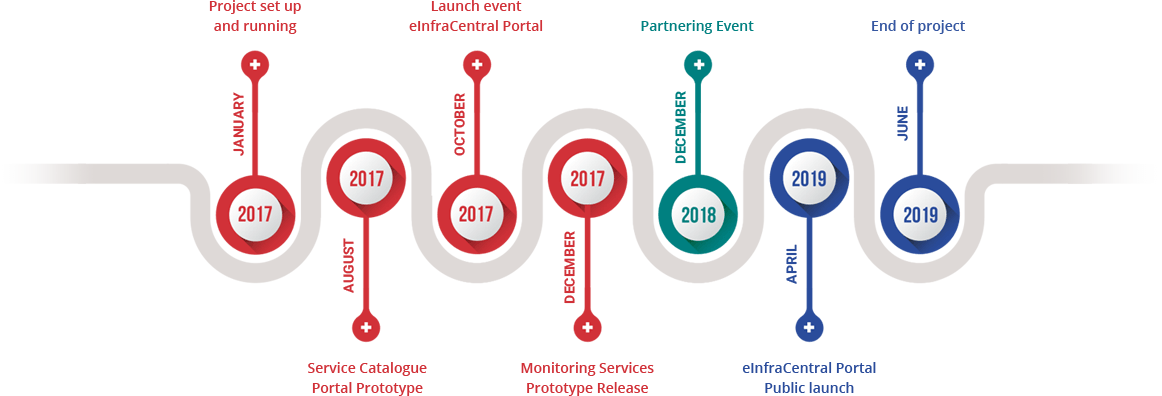 Project set up
and running
JANUARY
2017
2017
AUGUST
Service Catalogue
Portal Prototype
Launch event
eInfraCentral Portal
OCTOBER
2017
2017
DECEMBER
Monitoring Services
Prototype Release
Partnering Event
DECEMBER
2018
2019
APRIL
eInfraCentral Portal
Public launch
End of project
JUNE
2019